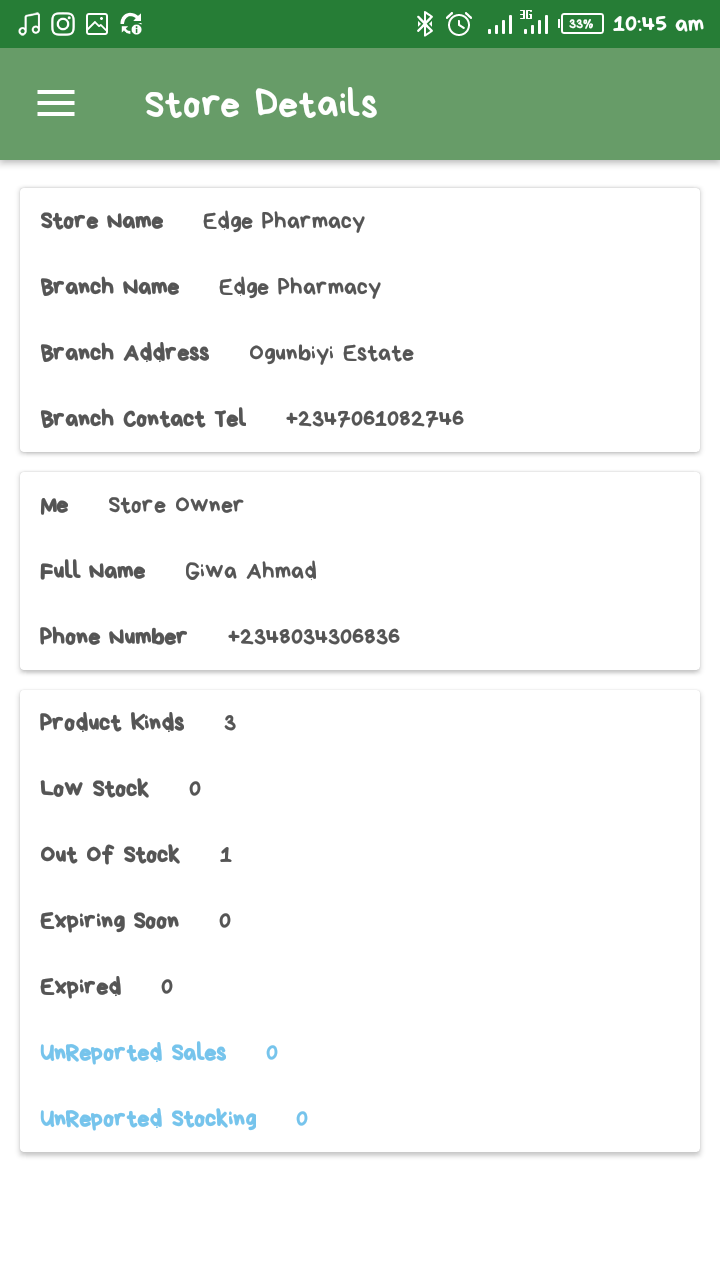 3G 33% 10:45 am
Store Details
Store Name Edge Pharmacy
Branch Name Edge Pharmacy
Branch Address Ogunbiyi Estate
Branch Contact Tel +2347061082746
Me Store Owner
Full Name Giwa Ahmad
Phone Number +2348034306836
Product Kinds 3
Low Stock 0
Out Of Stock 1
Expiring Soon 0
Expired 0
UnReported Sales 0
UnReported Stocking 0